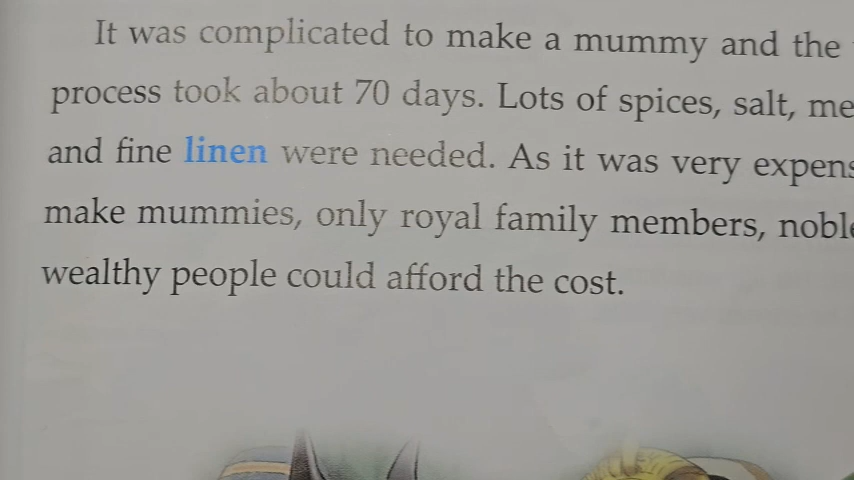 It was complicated to make a mummy and the
process took about 70 days. Lots of spices, salt,
and fine linen were needed. As it was very
make mummies, only royal family members,
wealthy people could afford the cost.